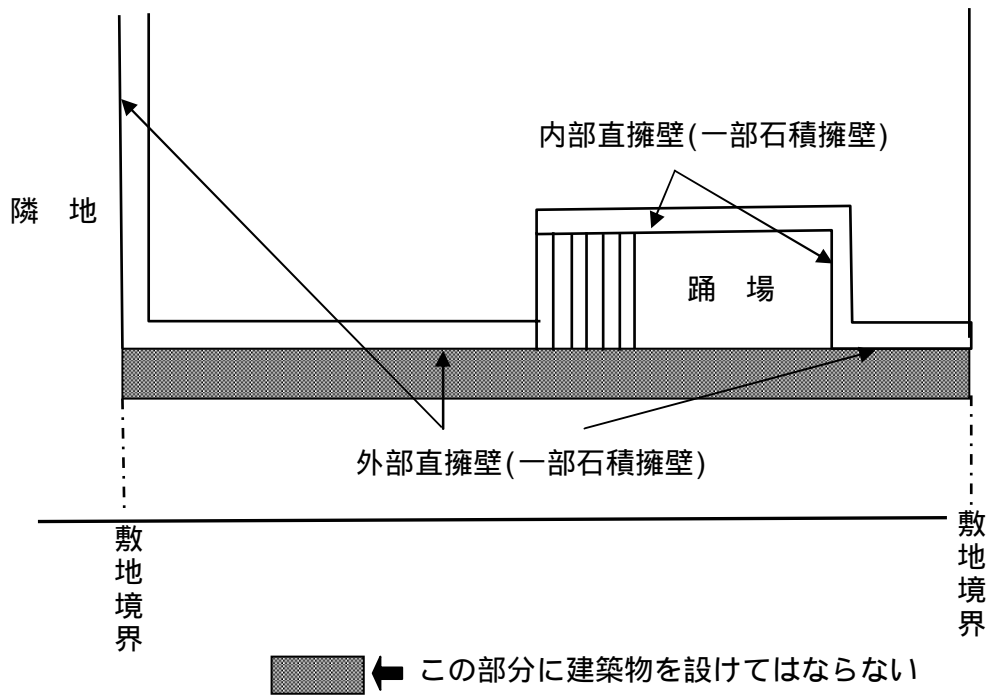 内部直擁壁(一部石積擁壁)
隣 地
踊 場
外部直擁壁(一部石積擁壁)
敷地境界
敷地境界
この部分に建築物を設けてはならない